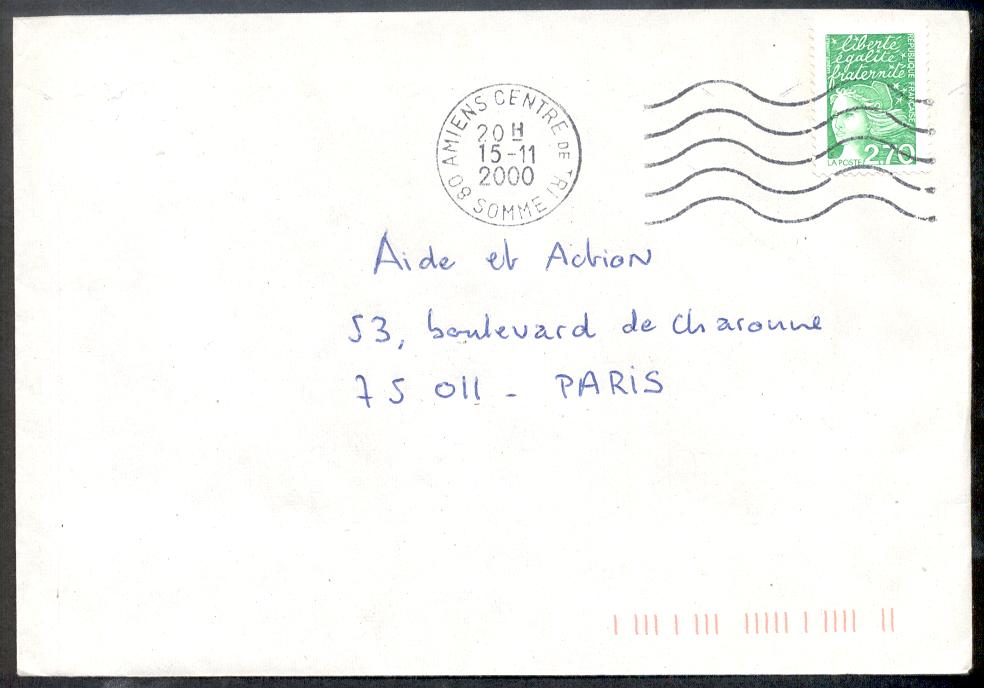 liberté
égalité
fraternité
RÉPUBLIQUE FRANÇAISE
LA POSTE 2,70
AMIENS CENTRE DE TRI
20 H
15-11
2000
80 SOMME
Aide et Action
53, boulevard de Charonne
75 011 - PARIS